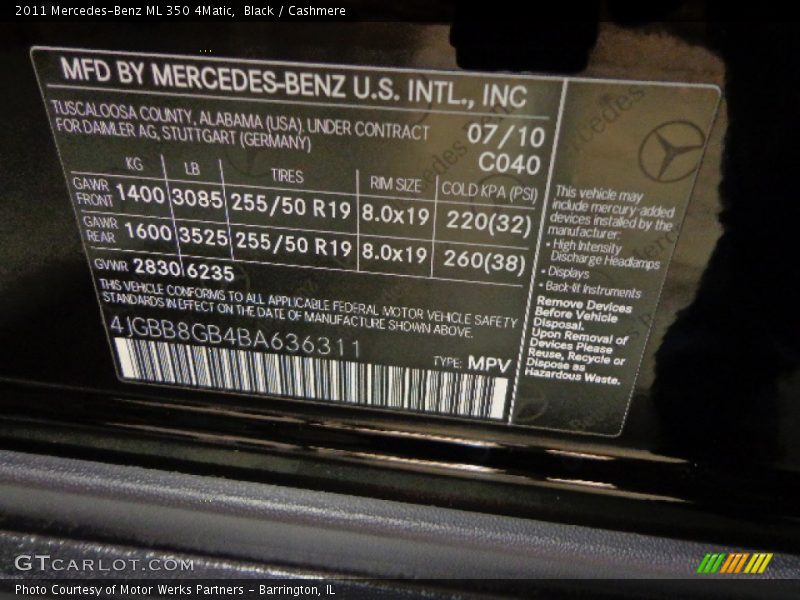 2011 Mercedes-Benz ML 350 4Matic, Black / Cashmere
MFD BY MERCEDES-BENZ U.S. INTL., INC
TUSCALOOSA COUNTY, ALABAMA (USA), UNDER CONTRACT
FOR DAIMLER AG, STUTTGART (GERMANY)
07/10
C040
KG LB TIRES RIM SIZE COLD KPA (PSI)
GAWR FRONT 1400 3085 255/50 R19 8.0x19 220(32)
GAWR REAR 1600 3525 255/50 R19 8.0x19 260(38)
GVWR 2830 6235
THIS VEHICLE CONFORMS TO ALL APPLICABLE FEDERAL MOTOR VEHICLE SAFETY
STANDARDS IN EFFECT ON THE DATE OF MANUFACTURE SHOWN ABOVE.
4JGBB8GB4BA636311
TYPE: MPV
This vehicle may
include mercury-added
devices installed by the
manufacturer:
• High Intensity
Discharge Headlamps
• Displays
• Back-lit Instruments
Remove Devices
Before Vehicle
Disposal.
Upon Removal of
Devices Please
Reuse, Recycle or
Dispose as
Hazardous Waste.
GTCARLOT.COM
Photo Courtesy of Motor Werks Partners - Barrington, IL